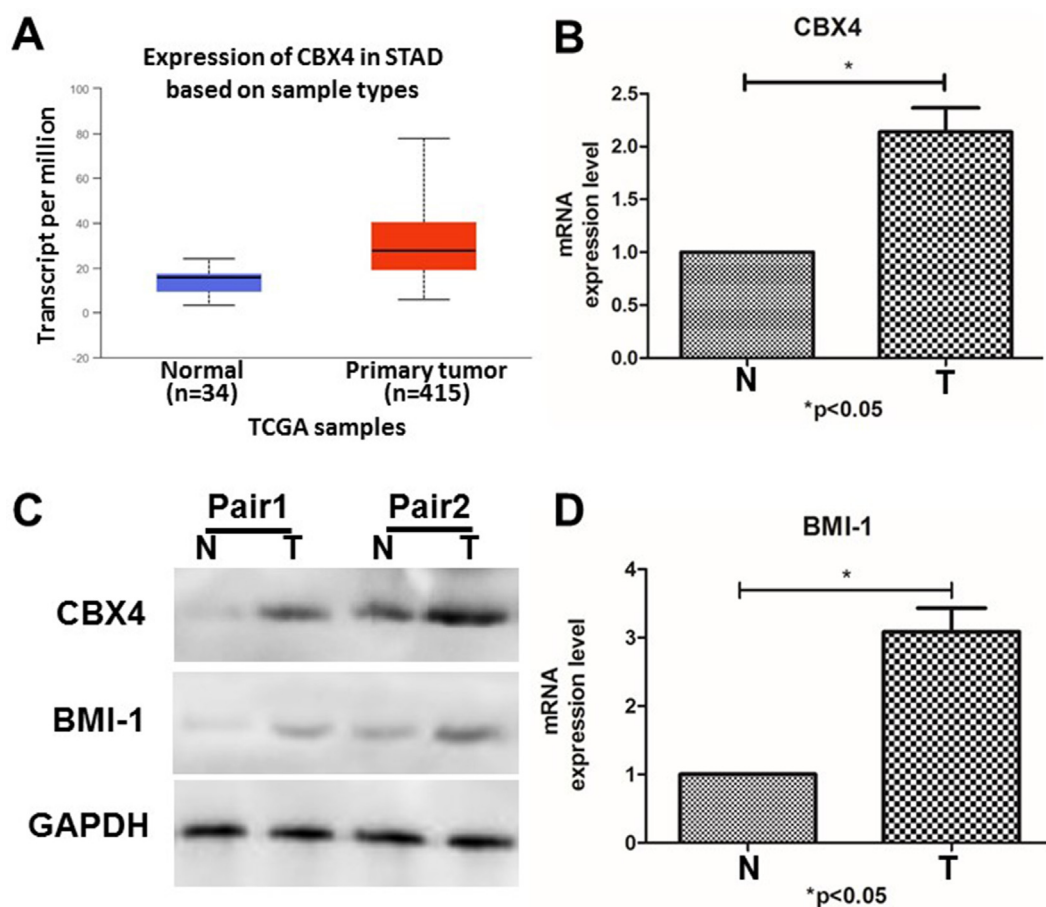 A
Expression of CBX4 in STAD
based on sample types
Transcript per million
100
80
60
40
20
0
-20
Normal
(n=34)
Primary tumor
(n=415)
TCGA samples
B
CBX4
*
mRNA
expression level
2.5
2.0
1.5
1.0
0.5
0.0
N
T
*p<0.05
C
Pair1
Pair2
N
T
N
T
CBX4
BMI-1
GAPDH
D
BMI-1
*
mRNA
expression level
4
3
2
1
0
N
T
*p<0.05